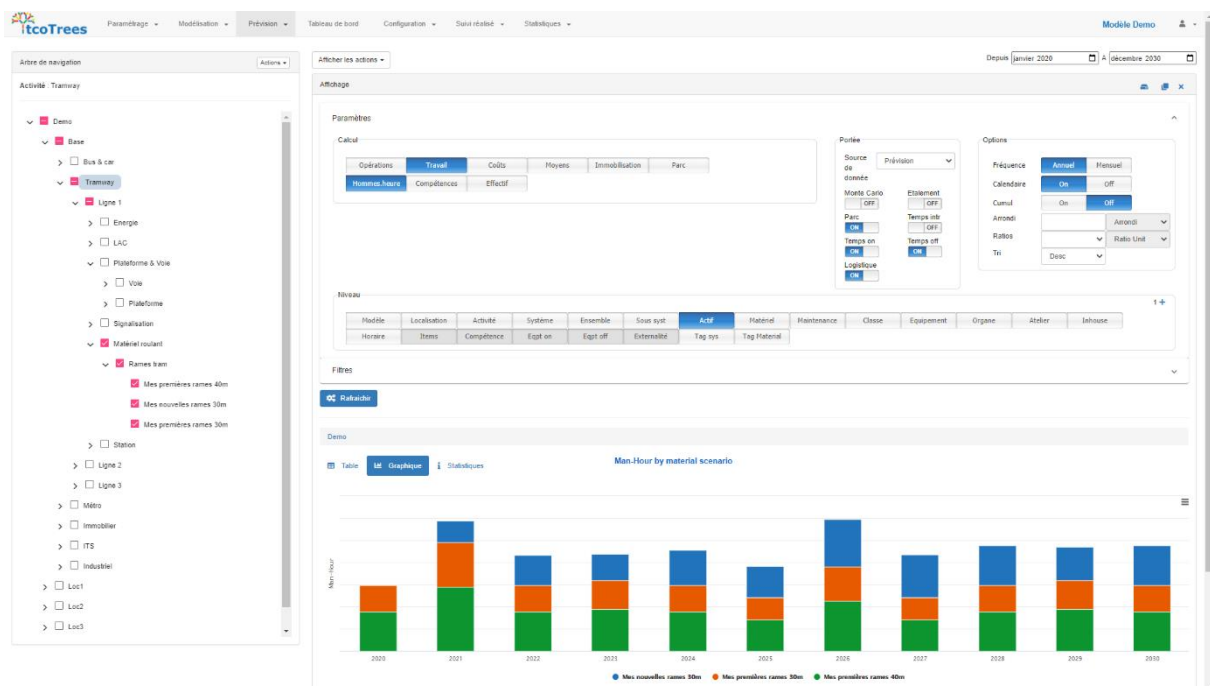 tcoTrees Paramétrage Modélisation Prévision Tableau de bord Configuration Suivi réalisé Statistiques Modèle Demo
Arbre de navigation Actions
Activité : Tramway
Demo
Base
Bus & car
Tramway
Ligne 1
Energie
LAC
Plateforme & Voie
Voie
Plateforme
Signalisation
Matériel roulant
Rames tram
Mes premières rames 40m
Mes nouvelles rames 30m
Mes premières rames 30m
Station
Ligne 2
Ligne 3
Métro
Immobilier
ITS
Industriel
Loc1
Loc2
Loc3
Afficher les actions Depuis janvier 2020 A décembre 2030
Affichage
Paramètres
Calcul
Opérations Travail Coûts Moyens Immobilisation Parc
Hommes.heure Compétences Effectif
Portée
Source de donnée Prévision
Monte Carlo Etalement
OFF OFF
Parc Temps intr
ON OFF
Temps on Temps off
ON ON
Logistique
ON
Options
Fréquence Annuel Mensuel
Calendaire On Off
Cumul On Off
Arrondi Arrondi
Ratios Ratio Unit
Tri Desc
Niveau 1 +
Modèle Localisation Activité Système Ensemble Sous syst Actif Matériel Maintenance Classe Equipement Organe Atelier Inhouse
Horaire Items Compétence Eqpt on Eqpt off Externalité Tag sys Tag Material
Filtres
Rafraichir
Demo
Table Graphique Statistiques
Man-Hour by material scenario
Man-Hour
2020 2021 2022 2023 2024 2025 2026 2027 2028 2029 2030
Mes nouvelles rames 30m Mes premières rames 30m Mes premières rames 40m